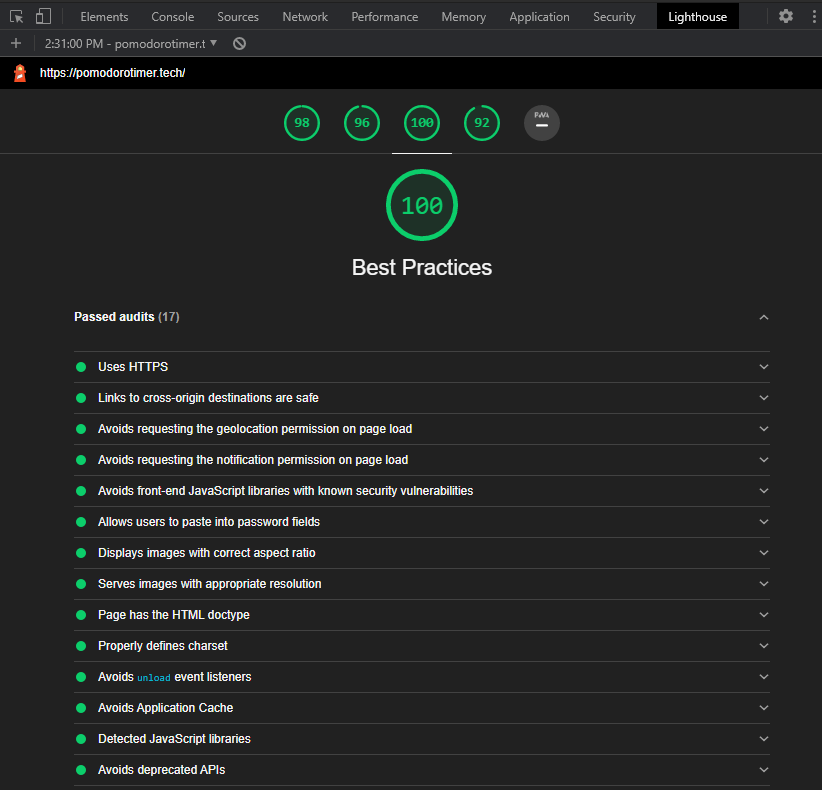 Elements Console Sources Network Performance Memory Application Security Lighthouse
2:31:00 PM - pomodorotimer.t
https://pomodorotimer.tech/
98 96 100 92 PWA
100
Best Practices
Passed audits (17)
Uses HTTPS
Links to cross-origin destinations are safe
Avoids requesting the geolocation permission on page load
Avoids requesting the notification permission on page load
Avoids front-end JavaScript libraries with known security vulnerabilities
Allows users to paste into password fields
Displays images with correct aspect ratio
Serves images with appropriate resolution
Page has the HTML doctype
Properly defines charset
Avoids unload event listeners
Avoids Application Cache
Detected JavaScript libraries
Avoids deprecated APIs